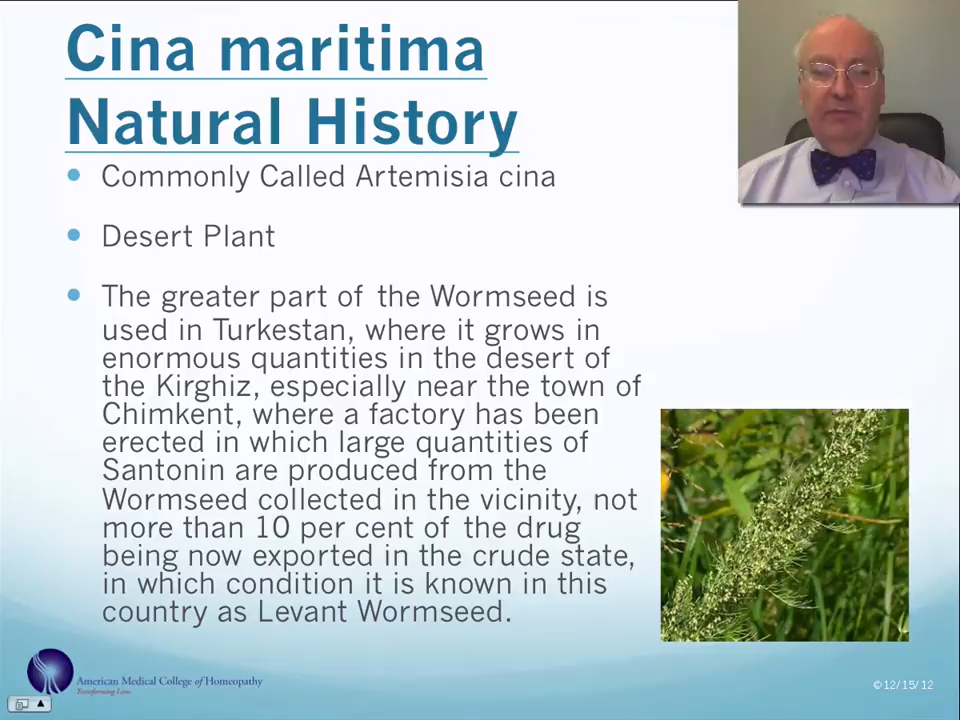 Cina maritima
Natural History
Commonly Called Artemisia cina
Desert Plant
The greater part of the Wormseed is
used in Turkestan, where it grows in
enormous quantities in the desert of
the Kirghiz, especially near the town of
Chimkent, where a factory has been
erected in which large quantities of
Santonin are produced from the
Wormseed collected in the vicinity, not
more than 10 per cent of the drug
being now exported in the crude state,
in which condition it is known in this
country as Levant Wormseed.
American Medical College of Homeopathy
Transforming Lives
©12/15/12